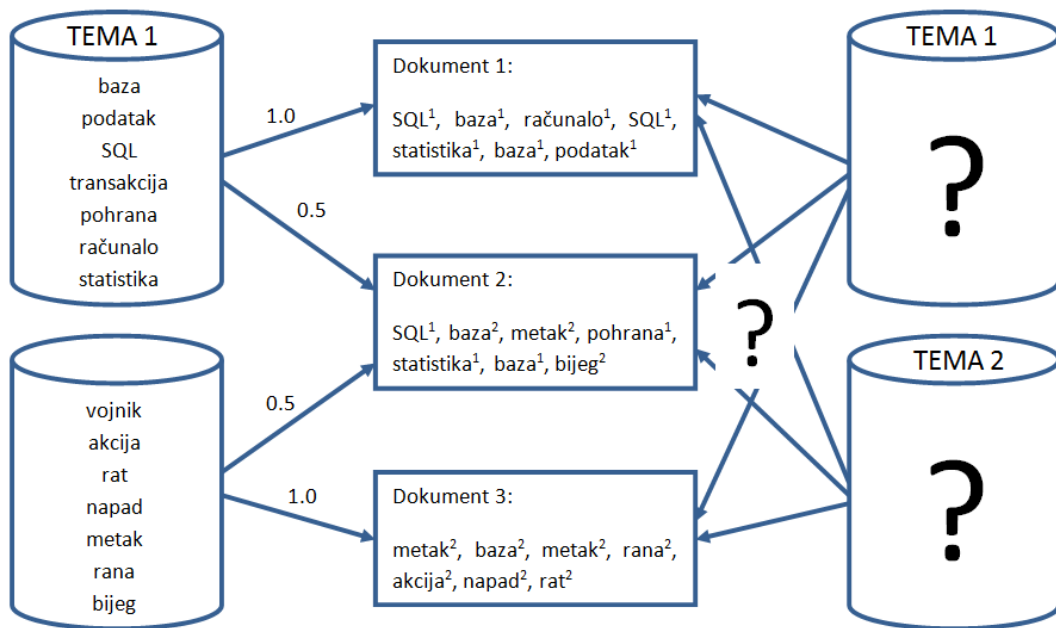 TEMA 1
baza
podatak
SQL
transakcija
pohrana
računalo
statistika
vojnik
akcija
rat
napad
metak
rana
bijeg
1.0
0.5
0.5
1.0
Dokument 1:
SQL¹, baza¹, računalo¹, SQL¹,
statistika¹, baza¹, podatak¹
Dokument 2:
SQL¹, baza², metak², pohrana¹,
statistika¹, baza¹, bijeg²
Dokument 3:
metak², baza², metak², rana²,
akcija², napad², rat²
?
TEMA 1
?
TEMA 2
?